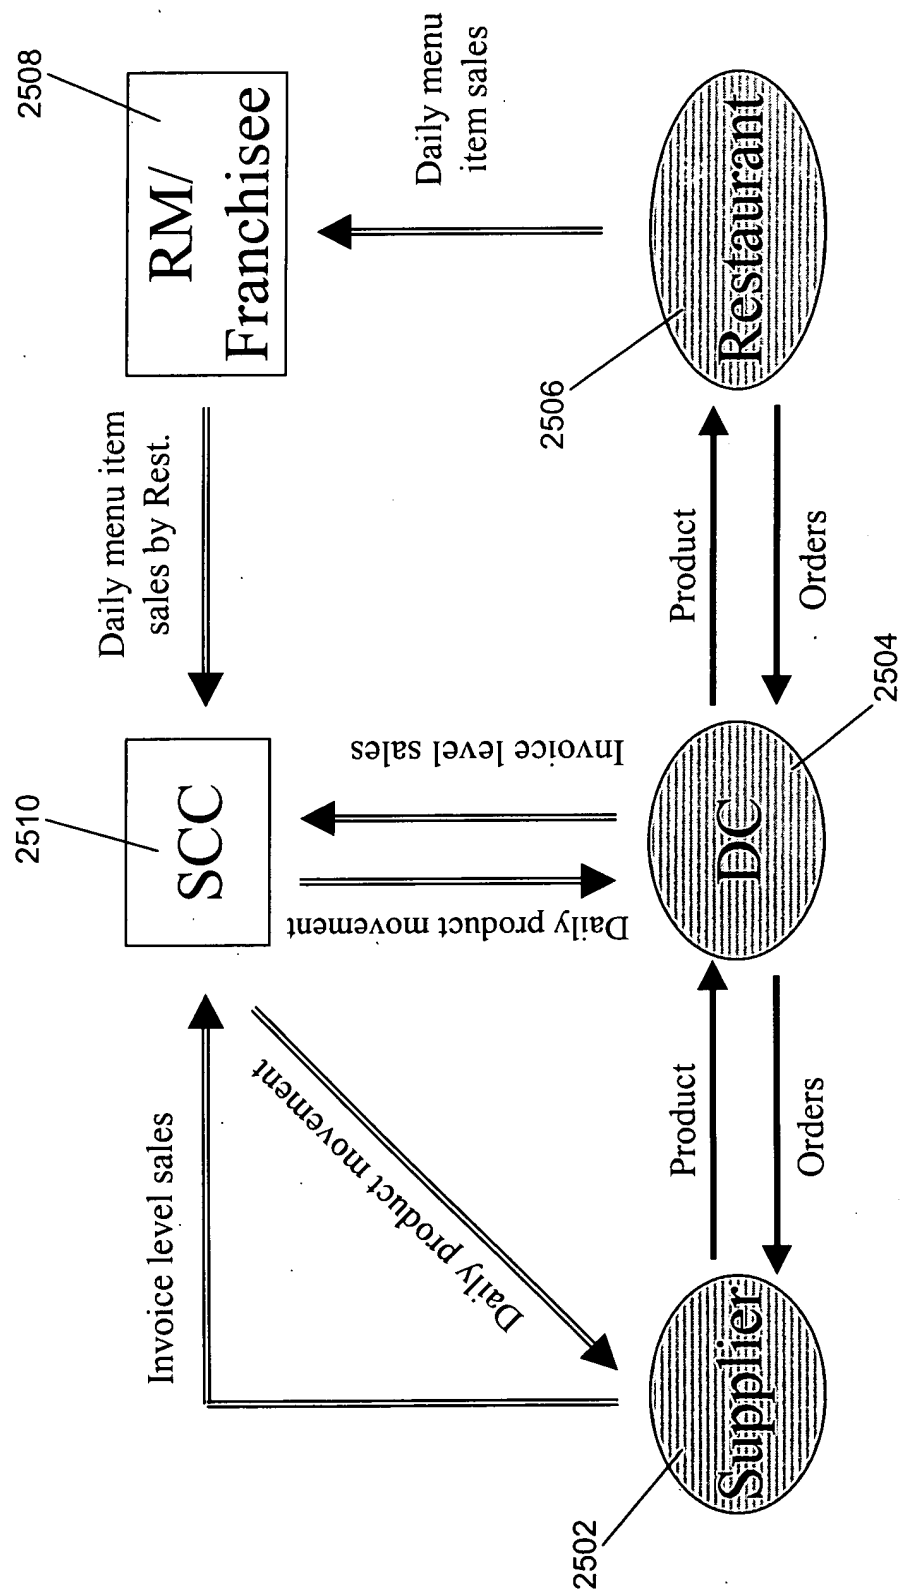 2510
2508
SCC
RM/
Franchisee
Invoice level sales
Daily menu item
sales by Rest.
Daily product movement
Daily product movement
Invoice level sales
Daily menu
item sales
2506
Product
Product
Supplier
DC
Restaurant
Orders
Orders
2502
2504